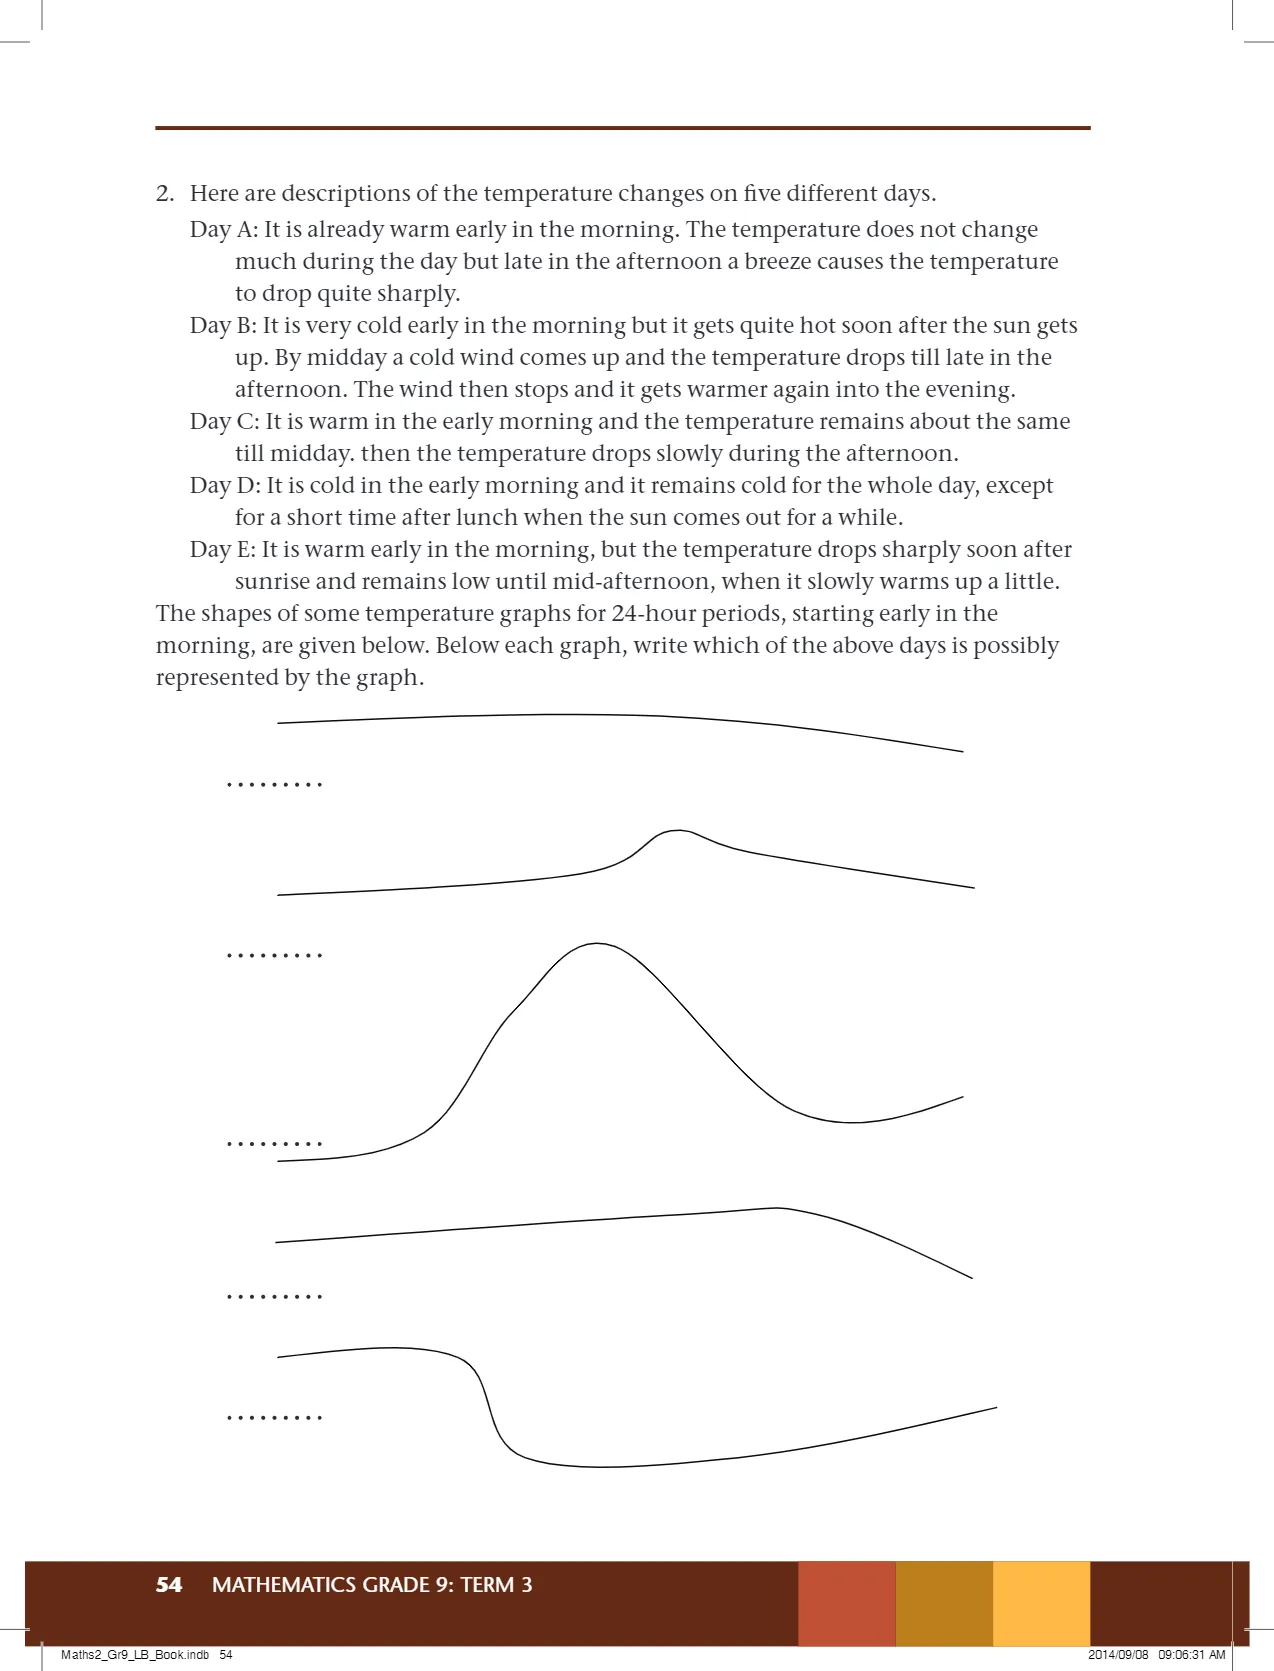 2. Here are descriptions of the temperature changes on five different days.
Day A: It is already warm early in the morning. The temperature does not change
much during the day but late in the afternoon a breeze causes the temperature
to drop quite sharply.
Day B: It is very cold early in the morning but it gets quite hot soon after the sun gets
up. By midday a cold wind comes up and the temperature drops till late in the
afternoon. The wind then stops and it gets warmer again into the evening.
Day C: It is warm in the early morning and the temperature remains about the same
till midday. then the temperature drops slowly during the afternoon.
Day D: It is cold in the early morning and it remains cold for the whole day, except
for a short time after lunch when the sun comes out for a while.
Day E: It is warm early in the morning, but the temperature drops sharply soon after
sunrise and remains low until mid-afternoon, when it slowly warms up a little.
The shapes of some temperature graphs for 24-hour periods, starting early in the
morning, are given below. Below each graph, write which of the above days is possibly
represented by the graph.
.........
.........
.........
.........
.........
54 MATHEMATICS GRADE 9: TERM 3
Maths2_Gr9_LB_Book.indb 54 2014/09/08 09:06:31 AM